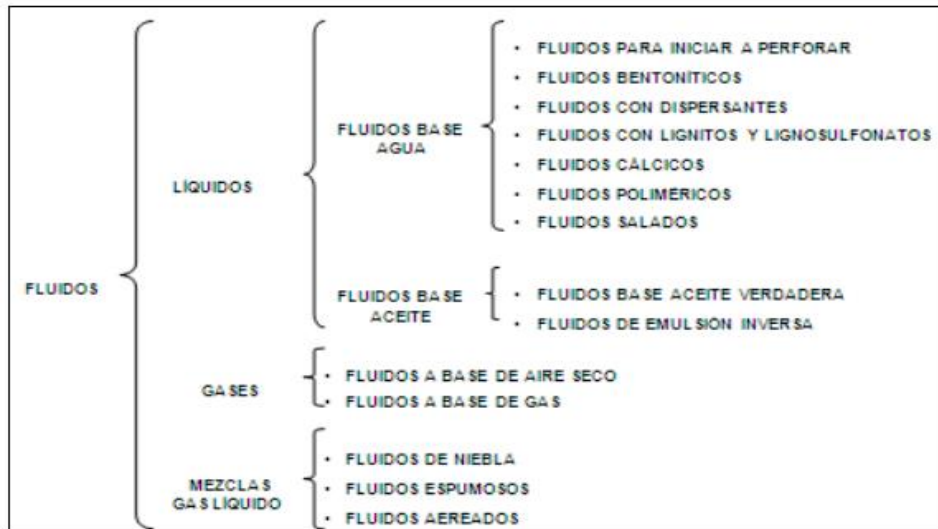 FLUIDOS
LÍQUIDOS
FLUIDOS BASE
AGUA
• FLUIDOS PARA INICIAR A PERFORAR
• FLUIDOS BENTONÍTICOS
• FLUIDOS CON DISPERSANTES
• FLUIDOS CON LIGNITOS Y LIGNOSULFONATOS
• FLUIDOS CÁLCICOS
• FLUIDOS POLIMÉRICOS
• FLUIDOS SALADOS
FLUIDOS BASE
ACEITE
• FLUIDOS BASE ACEITE VERDADERA
• FLUIDOS DE EMULSIÓN INVERSA
GASES
• FLUIDOS A BASE DE AIRE SECO
• FLUIDOS A BASE DE GAS
MEZCLAS
GAS LÍQUIDO
• FLUIDOS DE NIEBLA
• FLUIDOS ESPUMOSOS
• FLUIDOS AEREADOS